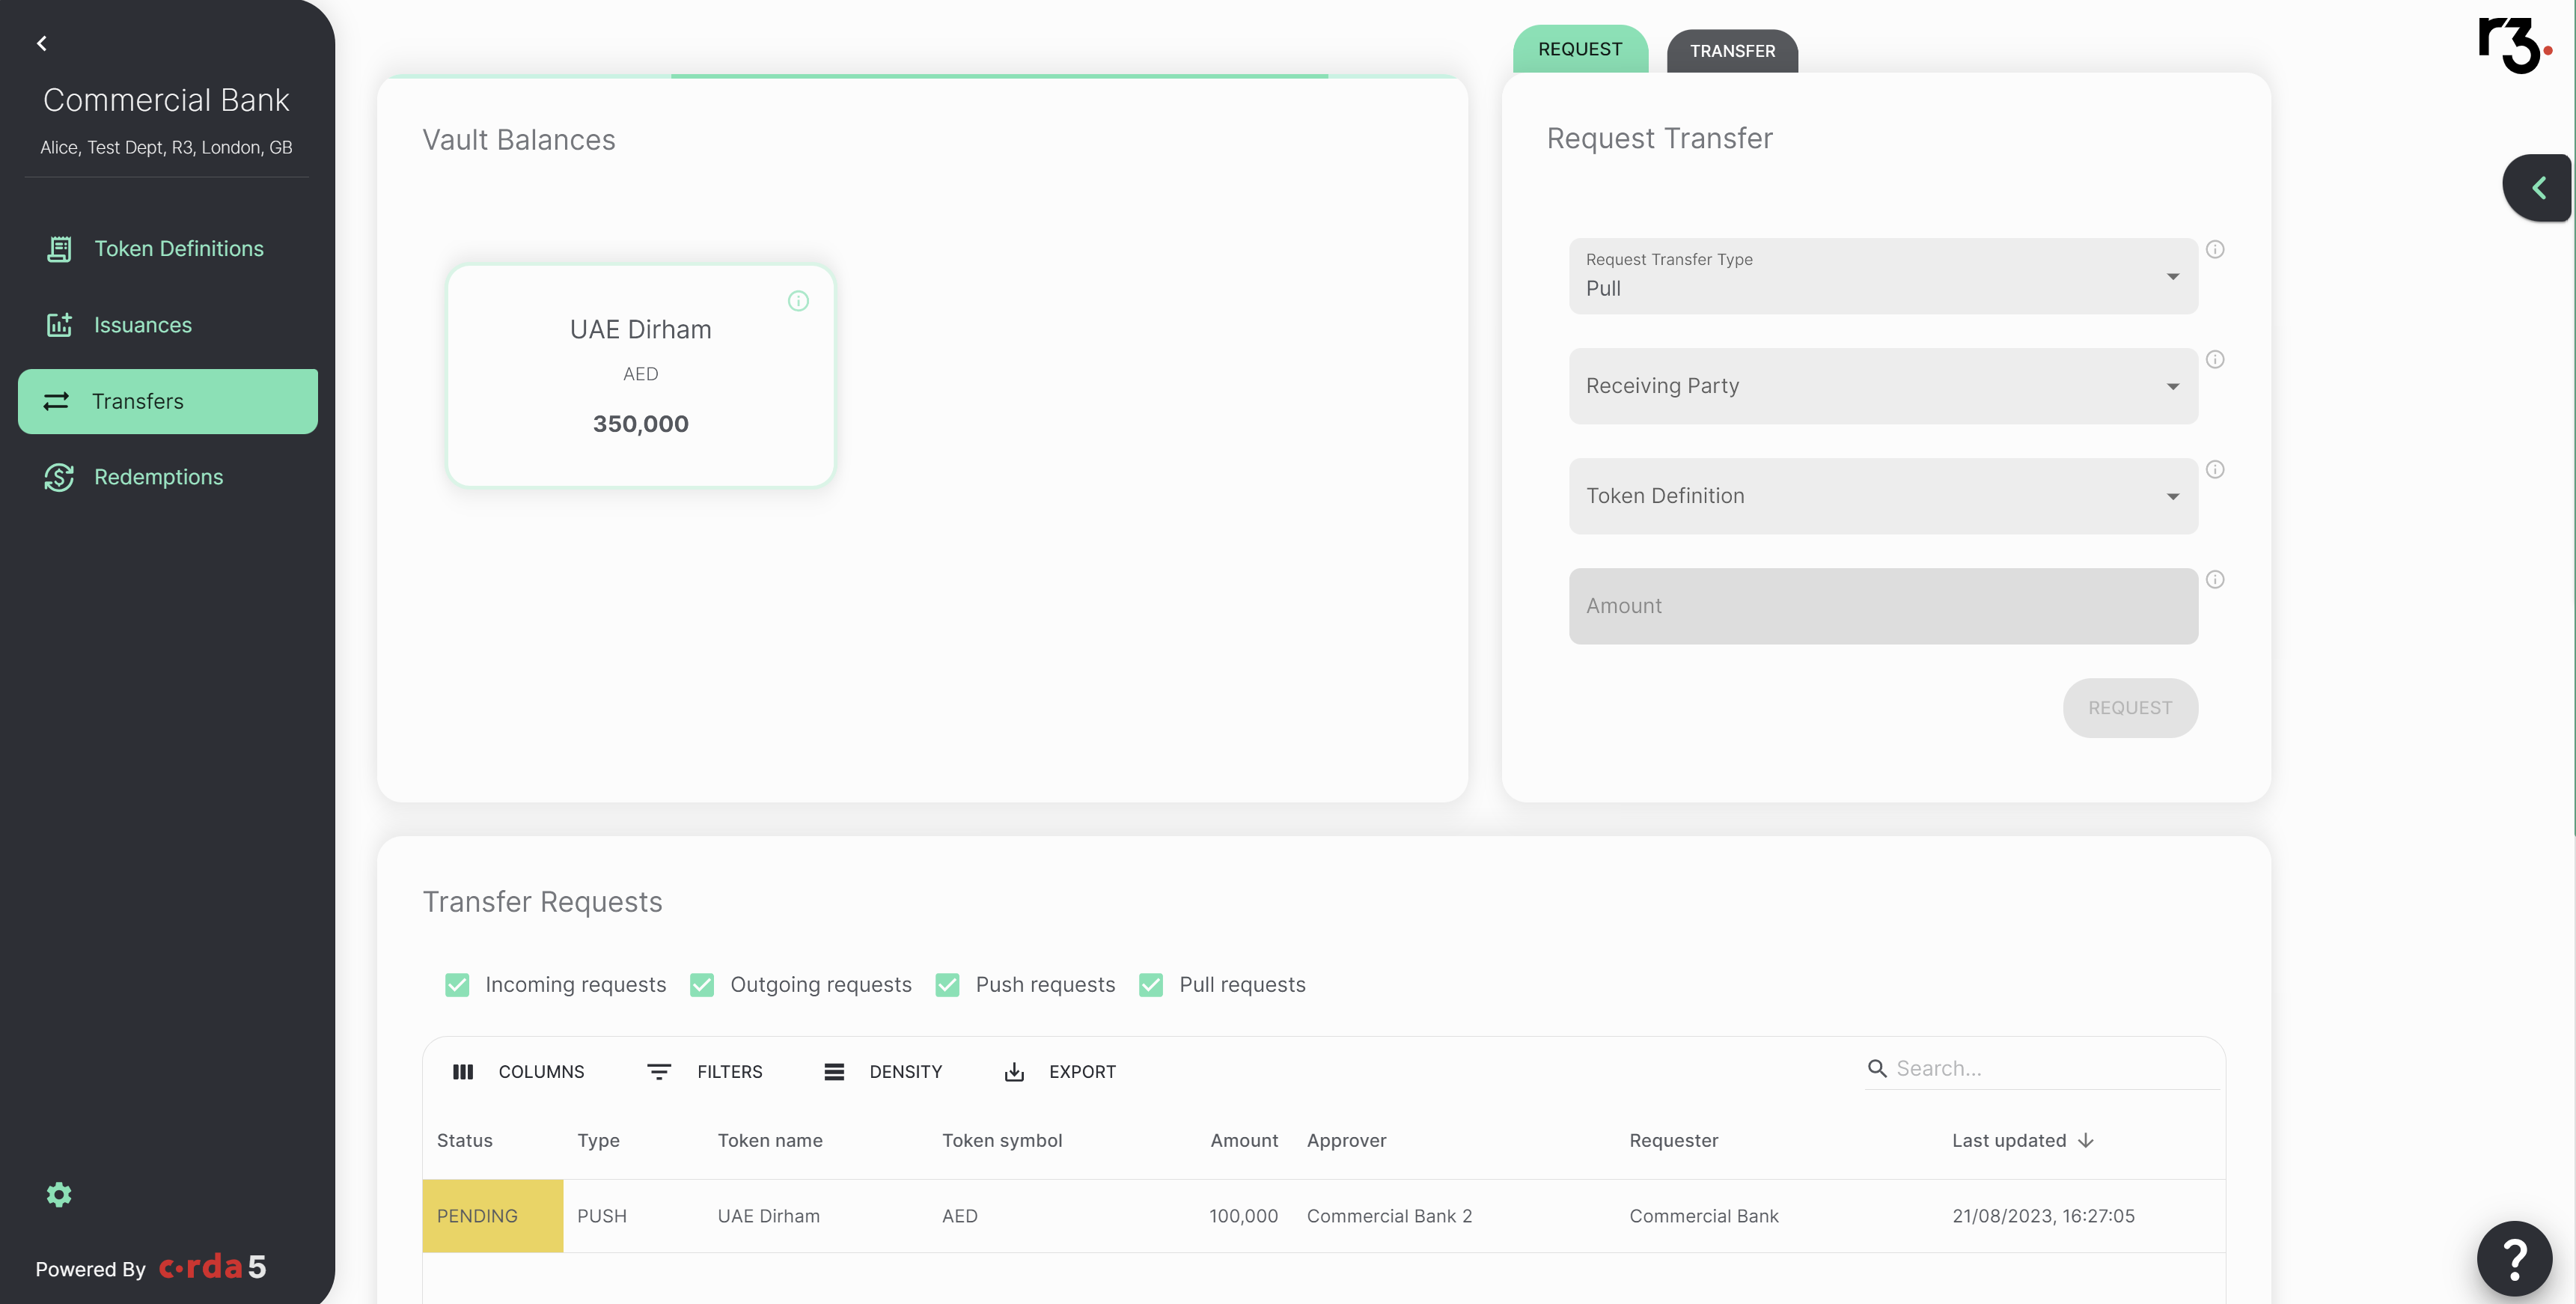 Commercial Bank
Alice, Test Dept, R3, London, GB
Token Definitions
Issuances
Transfers
Redemptions
Powered By c·rda 5
Vault Balances
UAE Dirham
AED
350,000
REQUEST
TRANSFER
Request Transfer
Request Transfer Type
Pull
Receiving Party
Token Definition
Amount
REQUEST
r3.
Transfer Requests
Incoming requests Outgoing requests Push requests Pull requests
COLUMNS FILTERS DENSITY EXPORT Search...
Status Type Token name Token symbol Amount Approver Requester Last updated
PENDING PUSH UAE Dirham AED 100,000 Commercial Bank 2 Commercial Bank 21/08/2023, 16:27:05
?